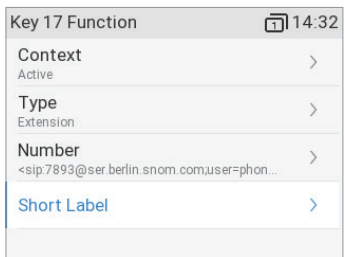 Key 17 Function 1 14:32
Context
Active
Type
Extension
Number
<sip:7893@ser.berlin.snom.com;user=phon...
Short Label